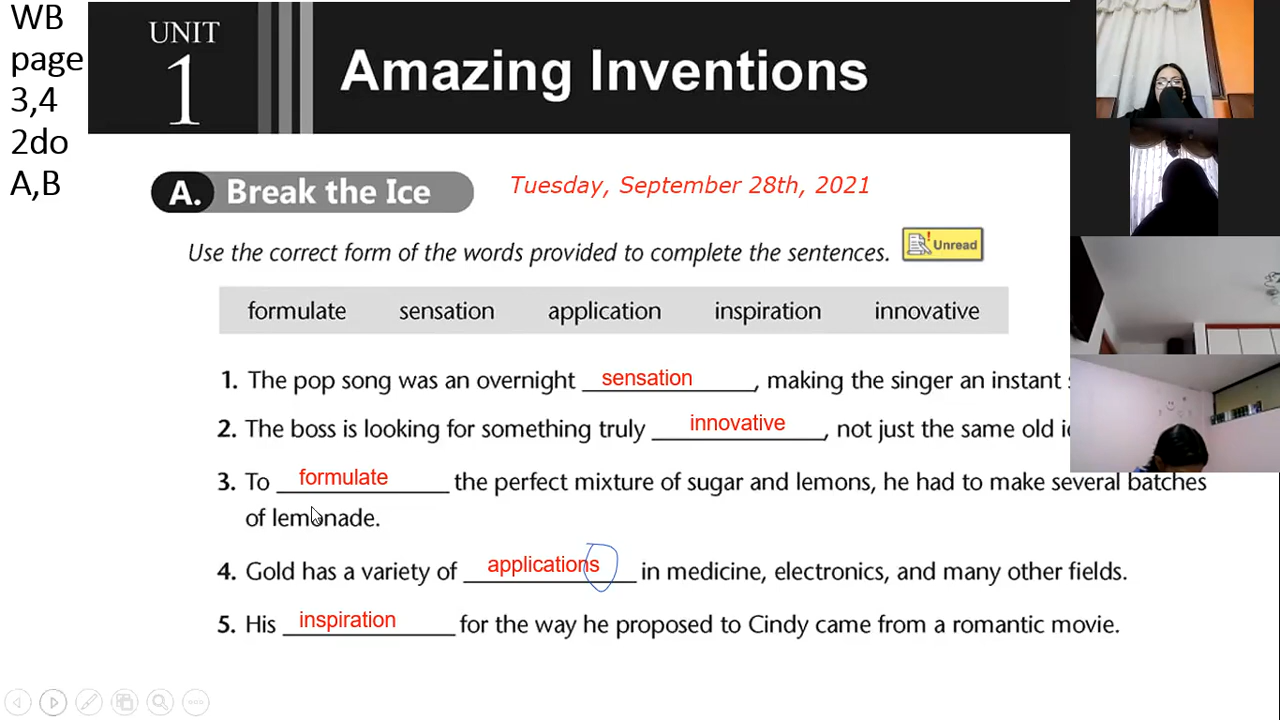 WB
page
3,4
2do
A,B
UNIT
1
Amazing Inventions
A. Break the Ice
Tuesday, September 28th, 2021
Use the correct form of the words provided to complete the sentences.
Unread
formulate sensation application inspiration innovative
1. The pop song was an overnight sensation, making the singer an instant
2. The boss is looking for something truly innovative, not just the same old
3. To formulate the perfect mixture of sugar and lemons, he had to make several batches
of lemonade.
4. Gold has a variety of applications in medicine, electronics, and many other fields.
5. His inspiration for the way he proposed to Cindy came from a romantic movie.